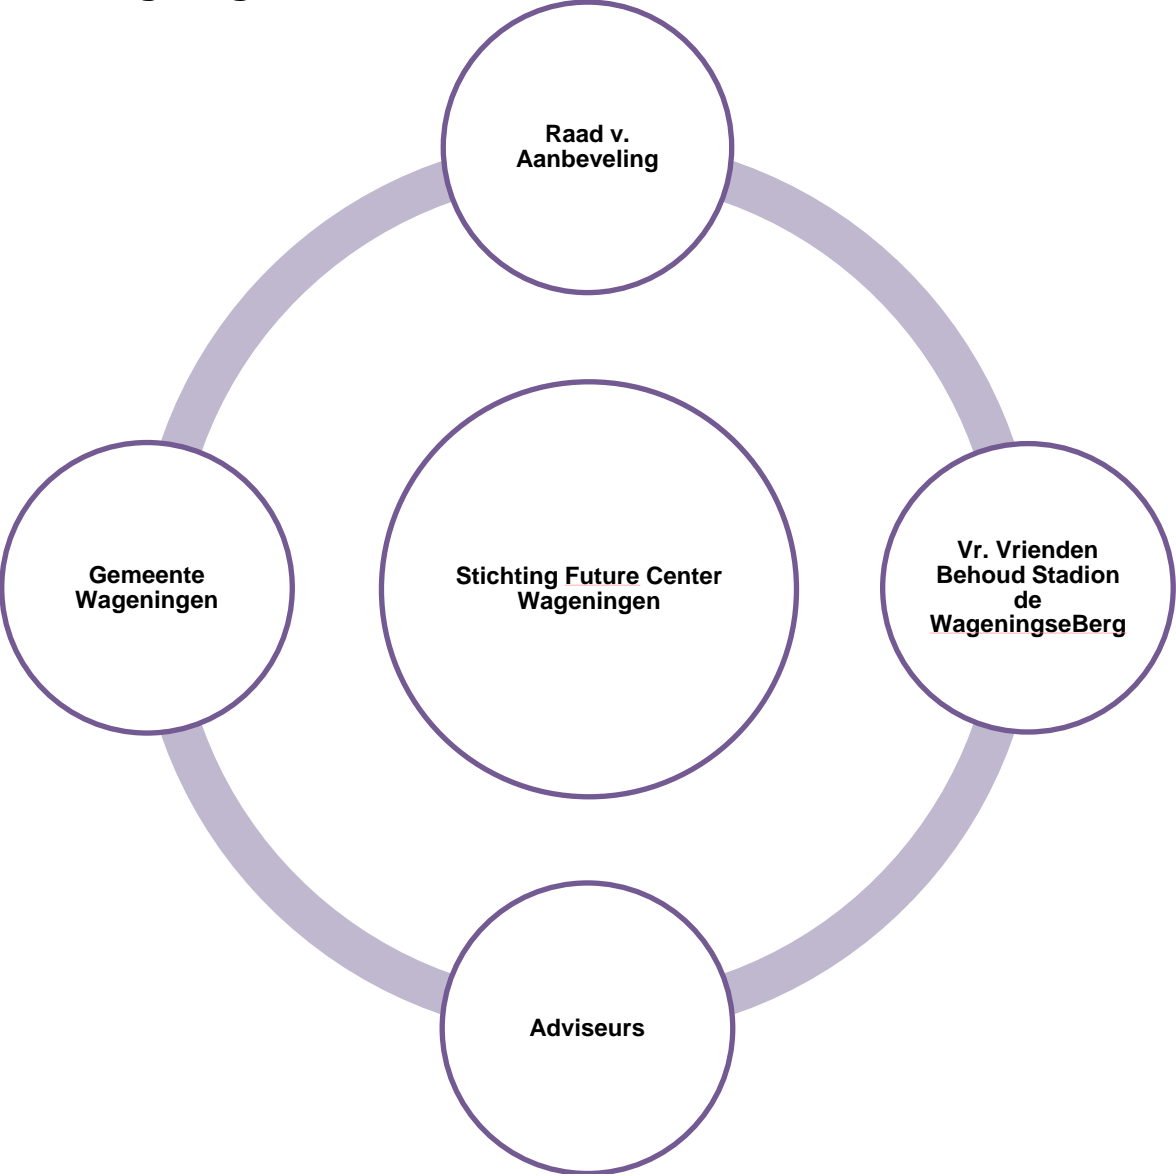 Raad v.
Aanbeveling
Gemeente
Wageningen
Stichting Future Center
Wageningen
Vr. Vrienden
Behoud Stadion
de
WageningseBerg
Adviseurs